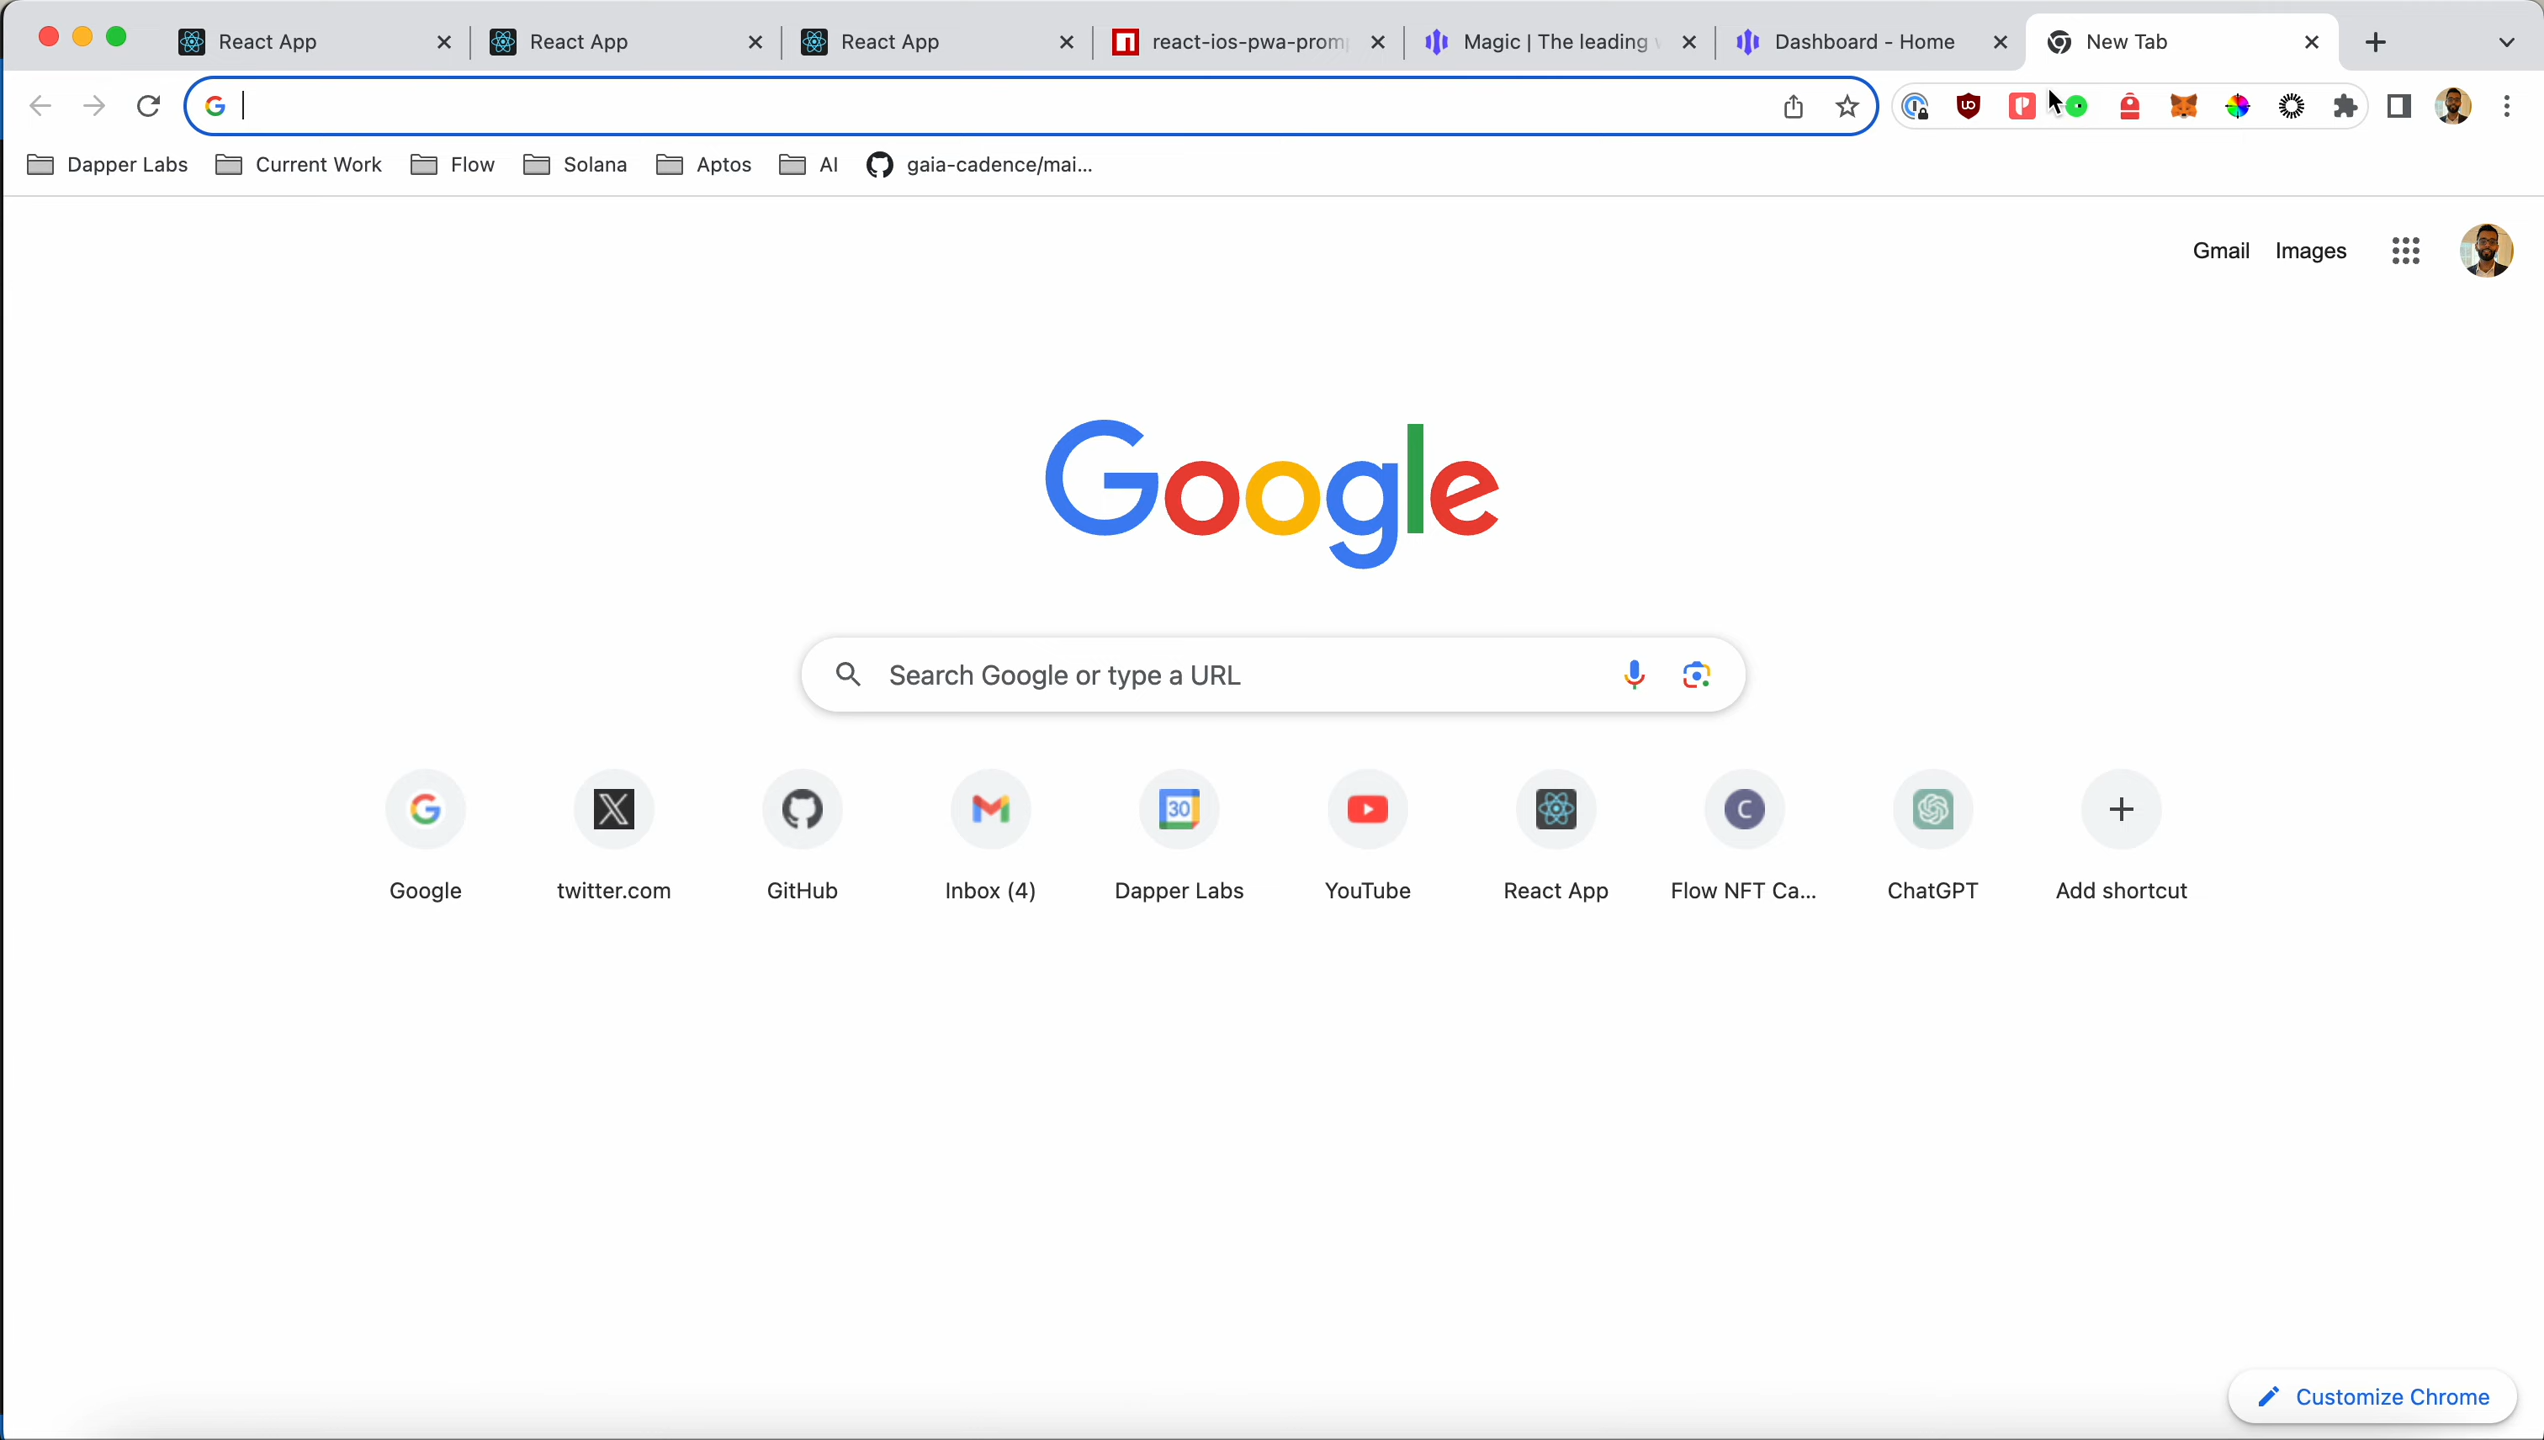 React App
React App
React App
react-ios-pwa-prom
Magic | The leading
Dashboard - Home
New Tab
Dapper Labs
Current Work
Flow
Solana
Aptos
AI
gaia-cadence/mai...
Gmail
Images
Google
Search Google or type a URL
30
C
Google
twitter.com
GitHub
Inbox (4)
Dapper Labs
YouTube
React App
Flow NFT Ca...
ChatGPT
Add shortcut
Customize Chrome